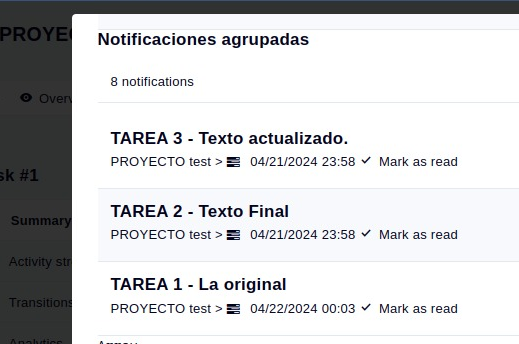 PROYEC
Notificaciones agrupadas
8 notifications
Overv
TAREA 3 - Texto actualizado.
PROYECTO test > 04/21/2024 23:58 Mark as read
sk #1
TAREA 2 - Texto Final
Summary
PROYECTO test > 04/21/2024 23:58 Mark as read
Activity str
TAREA 1 - La original
Transitions
PROYECTO test > 04/22/2024 00:03 Mark as read
Analytics